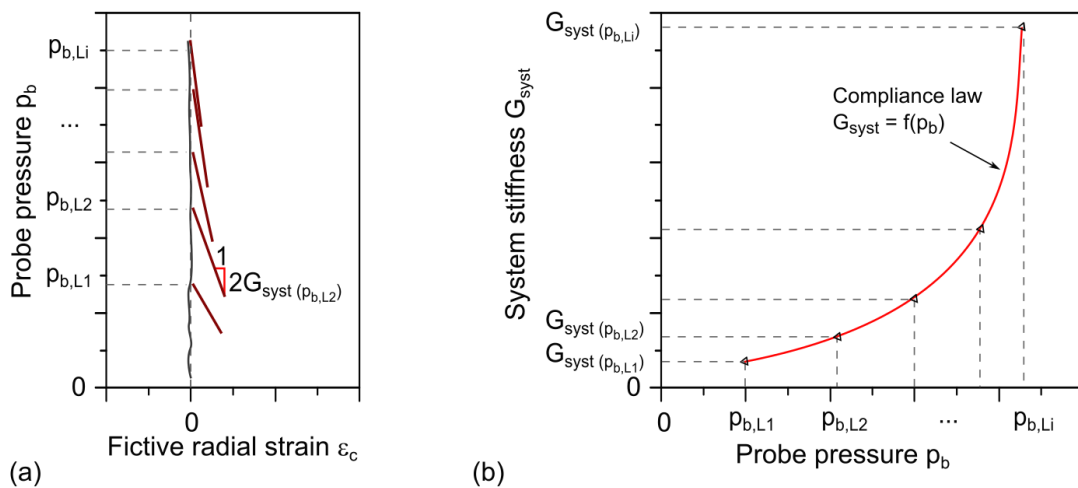 Probe pressure p_b
p_b,Li
...
p_b,L2
p_b,L1
0
1
2G_syst (p_b,L2)
0
Fictive radial strain ε_c
(a)
System stiffness G_syst
G_syst (p_b,Li)
G_syst (p_b,L2)
G_syst (p_b,L1)
0
Compliance law
G_syst = f(p_b)
0
p_b,L1
p_b,L2
...
p_b,Li
Probe pressure p_b
(b)